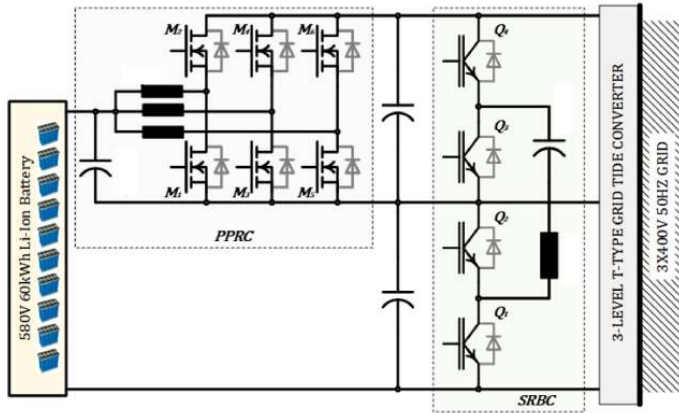 M₂
M₄
M₆
Q₄
Q₃
M₁
M₃
M₅
PPRC
Q₂
Q₁
SRBC
580V 60kWh Li-Ion Battery
3-LEVEL T-TYPE GRID TIDE CONVERTER
3X400V 50HZ GRID